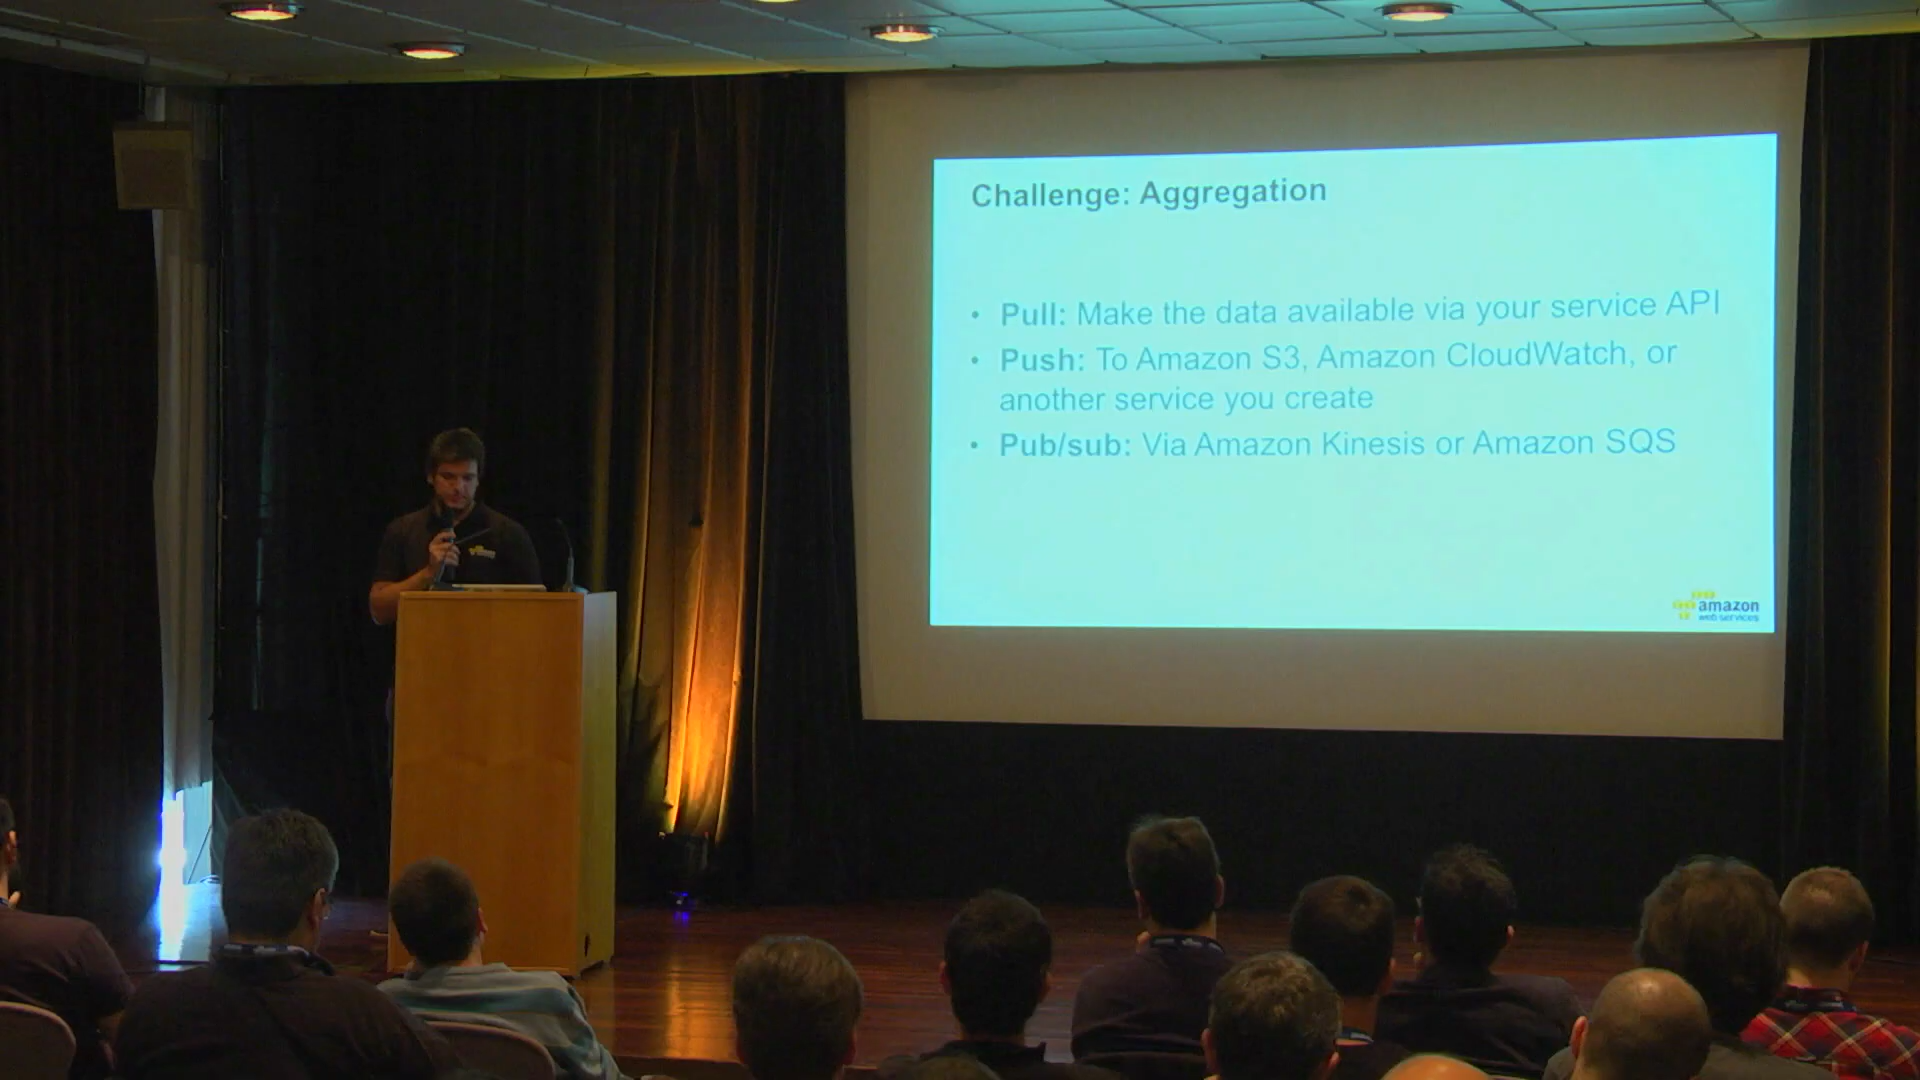 Challenge: Aggregation
• Pull: Make the data available via your service API
• Push: To Amazon S3, Amazon CloudWatch, or
another service you create
• Pub/sub: Via Amazon Kinesis or Amazon SQS
amazon
web services